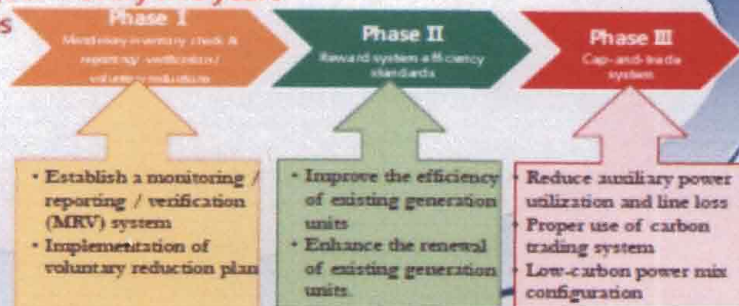 s
Phase I
Mandatory inventory check &
reporting/ verification/
voluntary reductions
Phase II
Reward system efficiency
standards
Phase III
Cap-and-trade
system
• Establish a monitoring /
reporting / verification
(MRV) system
• Implementation of
voluntary reduction plan
• Improve the efficiency
of existing generation
units
• Enhance the renewal
of existing generation
units.
• Reduce auxiliary power
utilization and line loss
• Proper use of carbon
trading system
• Low-carbon power mix
configuration